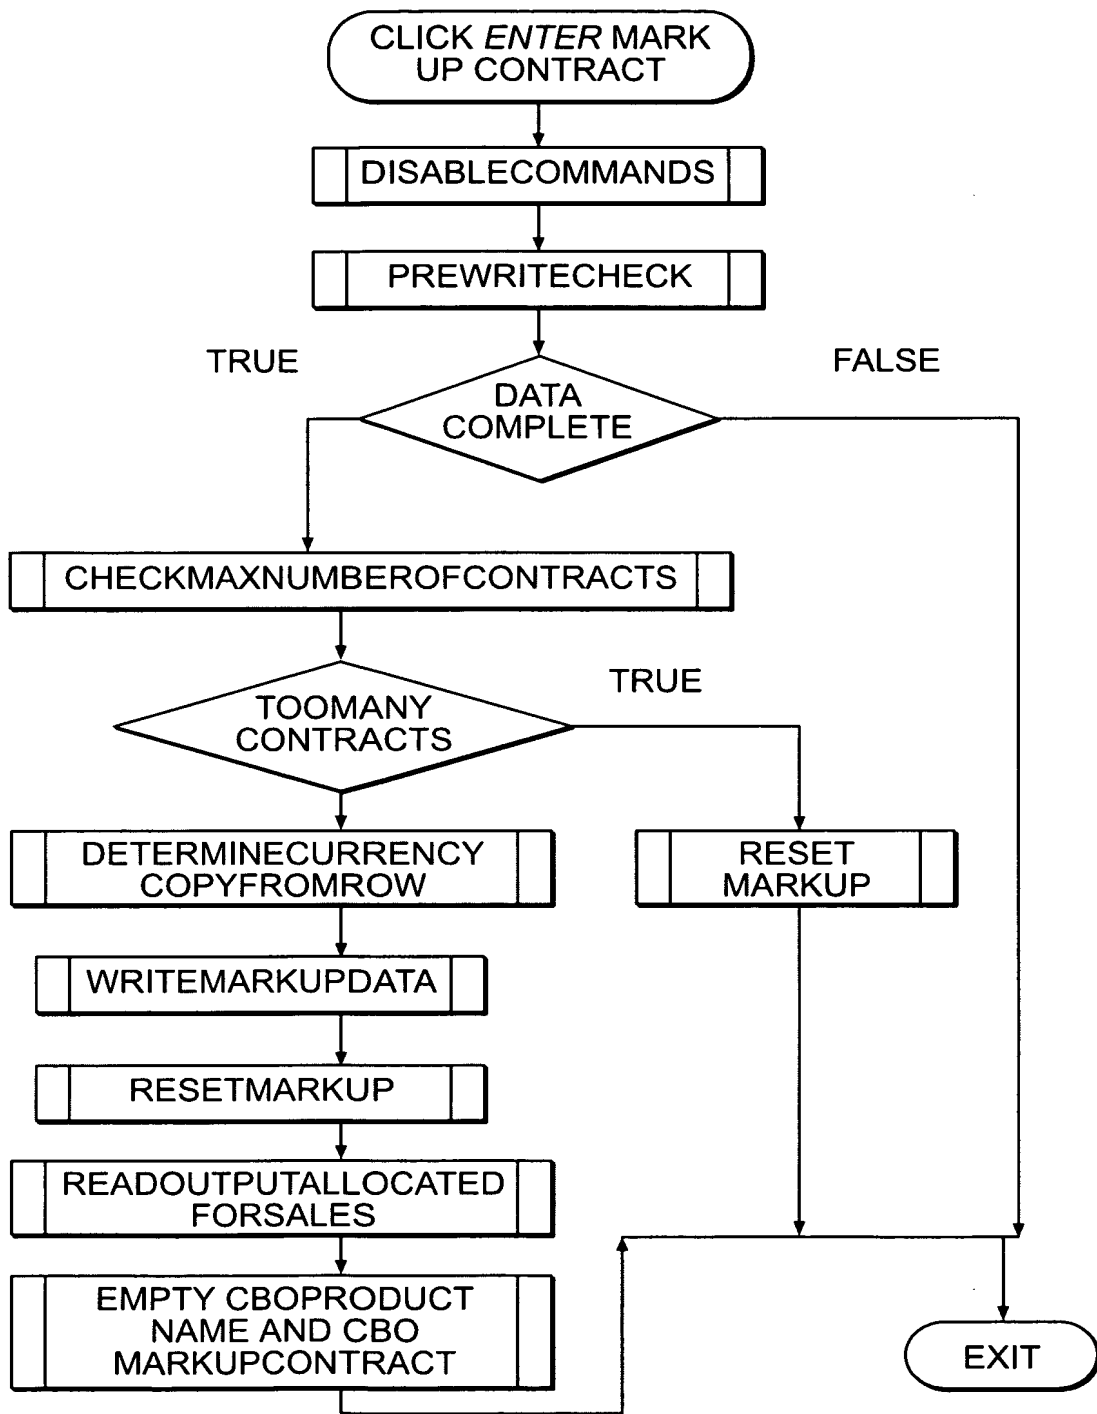 CLICK ENTER MARK
UP CONTRACT
DISABLECOMMANDS
PREWRITECHECK
TRUE
FALSE
DATA
COMPLETE
CHECKMAXNUMBEROFCONTRACTS
TRUE
TOOMANY
CONTRACTS
DETERMINECURRENCY
COPYFROMROW
RESET
MARKUP
WRITEMARKUPDATA
RESETMARKUP
READOUTPUTALLOCATED
FORSALES
EMPTY CBOPRODUCT
NAME AND CBO
MARKUPCONTRACT
EXIT